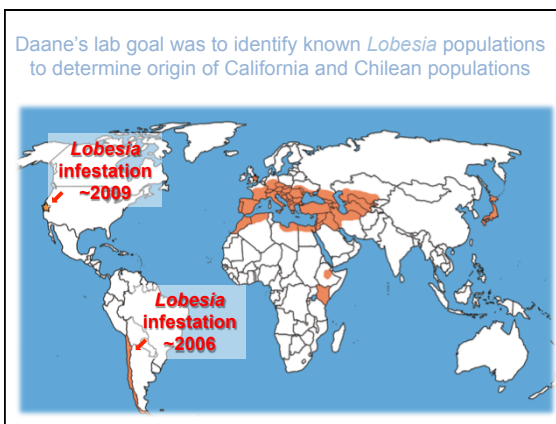 Daane's lab goal was to identify known Lobesia populations
to determine origin of California and Chilean populations
Lobesia
infestation
~2009
Lobesia
infestation
~2006